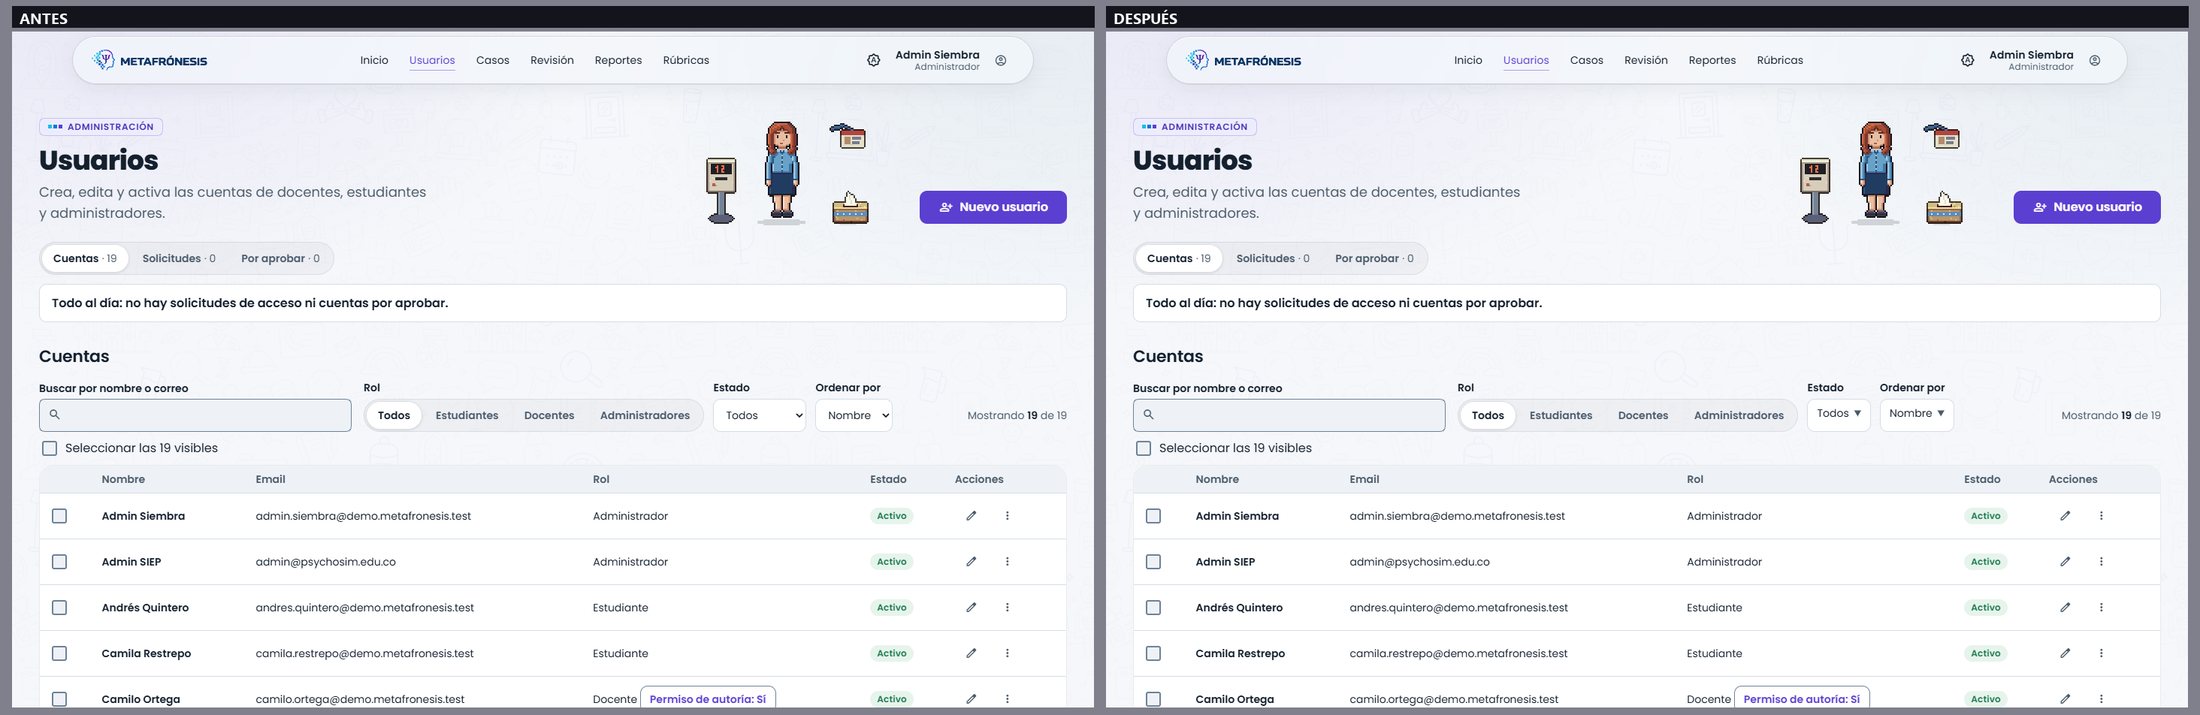 ANTES
METAFRÓNESIS
Inicio Usuarios Casos Revisión Reportes Rúbricas
Admin Siembra
Administrador
ADMINISTRACIÓN
Usuarios
Crea, edita y activa las cuentas de docentes, estudiantes
y administradores.
12
Nuevo usuario
Cuentas · 19 Solicitudes · 0 Por aprobar · 0
Todo al día: no hay solicitudes de acceso ni cuentas por aprobar.
Cuentas
Buscar por nombre o correo Rol Estado Ordenar por
Todos Estudiantes Docentes Administradores Todos Nombre Mostrando 19 de 19
Seleccionar las 19 visibles
Nombre Email Rol Estado Acciones
Admin Siembra admin.siembra@demo.metafronesis.test Administrador Activo
Admin SIEP admin@psychosim.edu.co Administrador Activo
Andrés Quintero andres.quintero@demo.metafronesis.test Estudiante Activo
Camila Restrepo camila.restrepo@demo.metafronesis.test Estudiante Activo
Camilo Ortega camilo.ortega@demo.metafronesis.test Docente Permiso de autoría: Sí Activo
DESPUÉS
METAFRÓNESIS
Inicio Usuarios Casos Revisión Reportes Rúbricas
Admin Siembra
Administrador
ADMINISTRACIÓN
Usuarios
Crea, edita y activa las cuentas de docentes, estudiantes
y administradores.
12
Nuevo usuario
Cuentas · 19 Solicitudes · 0 Por aprobar · 0
Todo al día: no hay solicitudes de acceso ni cuentas por aprobar.
Cuentas
Buscar por nombre o correo Rol Estado Ordenar por
Todos Estudiantes Docentes Administradores Todos Nombre Mostrando 19 de 19
Seleccionar las 19 visibles
Nombre Email Rol Estado Acciones
Admin Siembra admin.siembra@demo.metafronesis.test Administrador Activo
Admin SIEP admin@psychosim.edu.co Administrador Activo
Andrés Quintero andres.quintero@demo.metafronesis.test Estudiante Activo
Camila Restrepo camila.restrepo@demo.metafronesis.test Estudiante Activo
Camilo Ortega camilo.ortega@demo.metafronesis.test Docente Permiso de autoría: Sí Activo